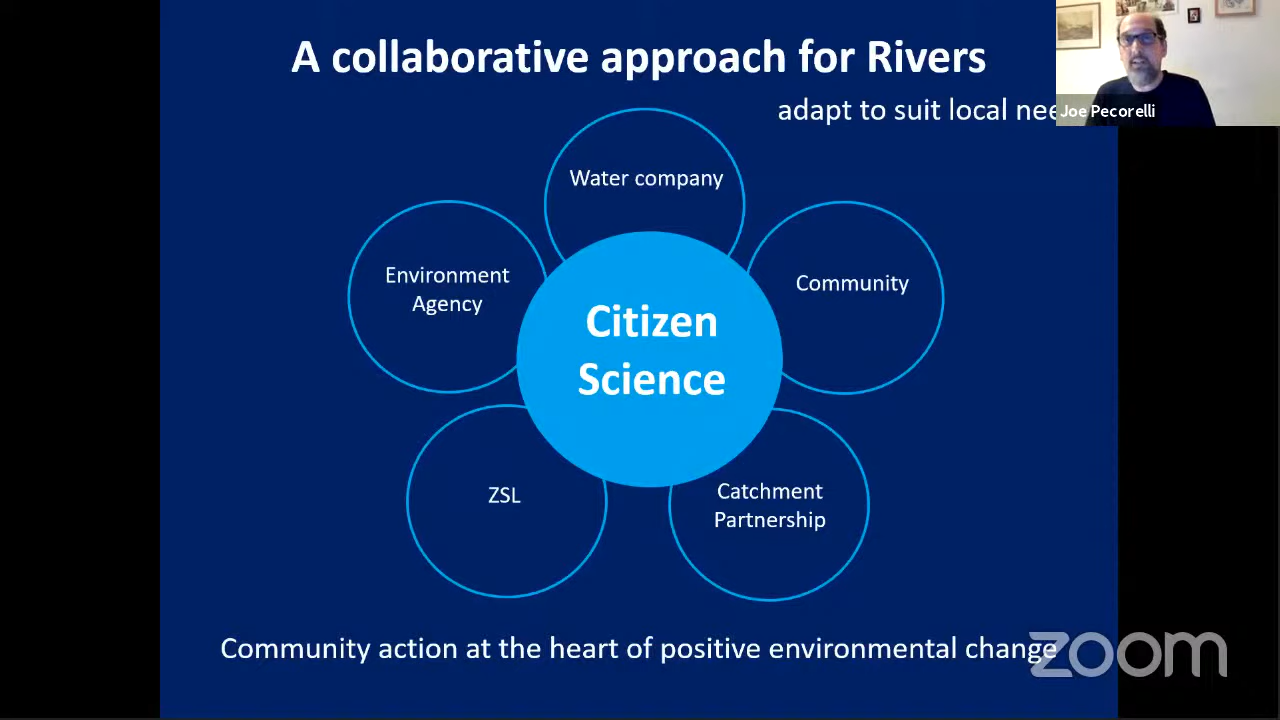 A collaborative approach for Rivers
adapt to suit local
Joe Pecorelli
Water company
Environment
Agency
Community
Citizen
Science
ZSL
Catchment
Partnership
Community action at the heart of positive environmental change
zoom